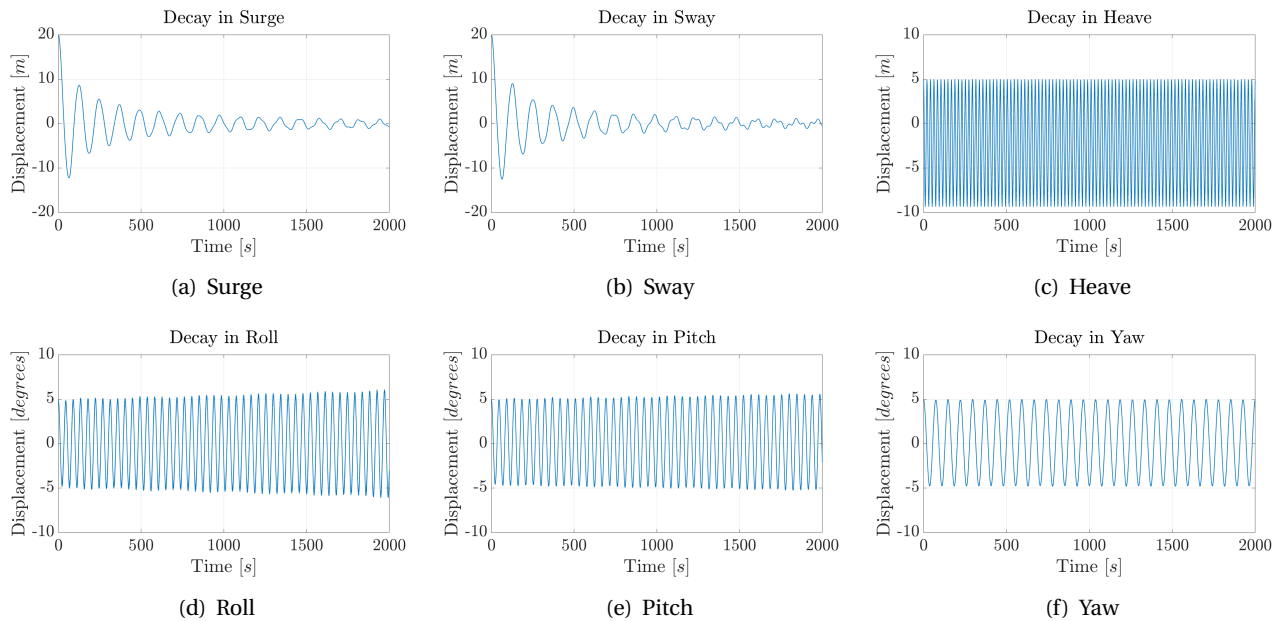 Decay in Surge
20
10
0
-10
-20
Displacement [m]
0 500 1000 1500 2000
Time [s]
(a) Surge
Decay in Sway
20
10
0
-10
-20
Displacement [m]
0 500 1000 1500 2000
Time [s]
(b) Sway
Decay in Heave
10
5
0
-5
-10
Displacement [m]
0 500 1000 1500 2000
Time [s]
(c) Heave
Decay in Roll
10
5
0
-5
-10
Displacement [degrees]
0 500 1000 1500 2000
Time [s]
(d) Roll
Decay in Pitch
10
5
0
-5
-10
Displacement [degrees]
0 500 1000 1500 2000
Time [s]
(e) Pitch
Decay in Yaw
10
5
0
-5
-10
Displacement [degrees]
0 500 1000 1500 2000
Time [s]
(f) Yaw